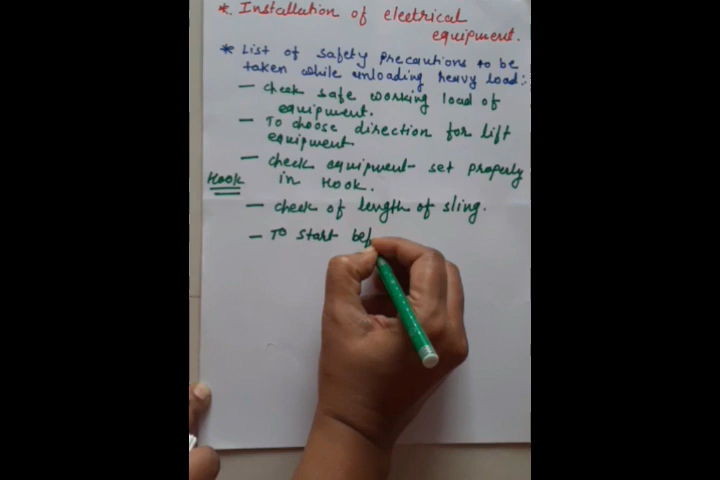 *. Installation of electrical
equipment.
* List of safety precautions to be
taken while unloading heavy load:
- check safe working load of
equipment.
- To choose direction for lift
equipment.
- check equipment set properly
Hook in Hook.
- check of length of sling.
- To start bef